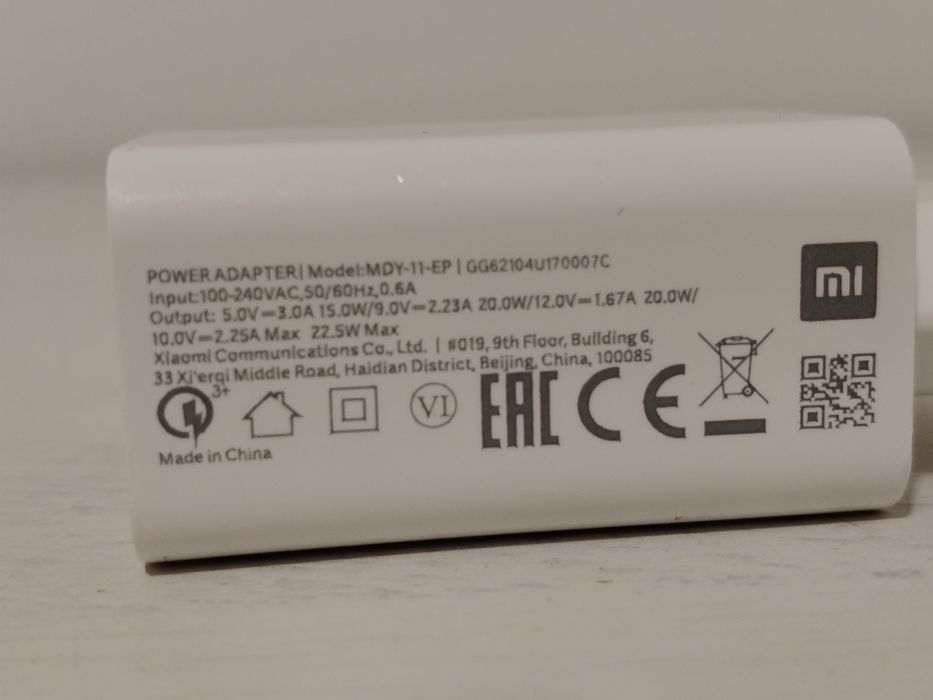 POWER ADAPTER | Model:MDY-11-EP | GG62104U170007C
Input:100-240VAC,50/60Hz,0.6A
Output: 5.0V⎓3.0A 15.0W/9.0V⎓2.23A 20.0W/12.0V⎓1.67A 20.0W/
10.0V⎓2.25A Max 22.5W Max
Xiaomi Communications Co., Ltd. | #019, 9th Floor, Building 6,
33 Xi'erqi Middle Road, Haidian District, Beijing, China, 100085
3+
VI
EAC
CE
Made in China
mi